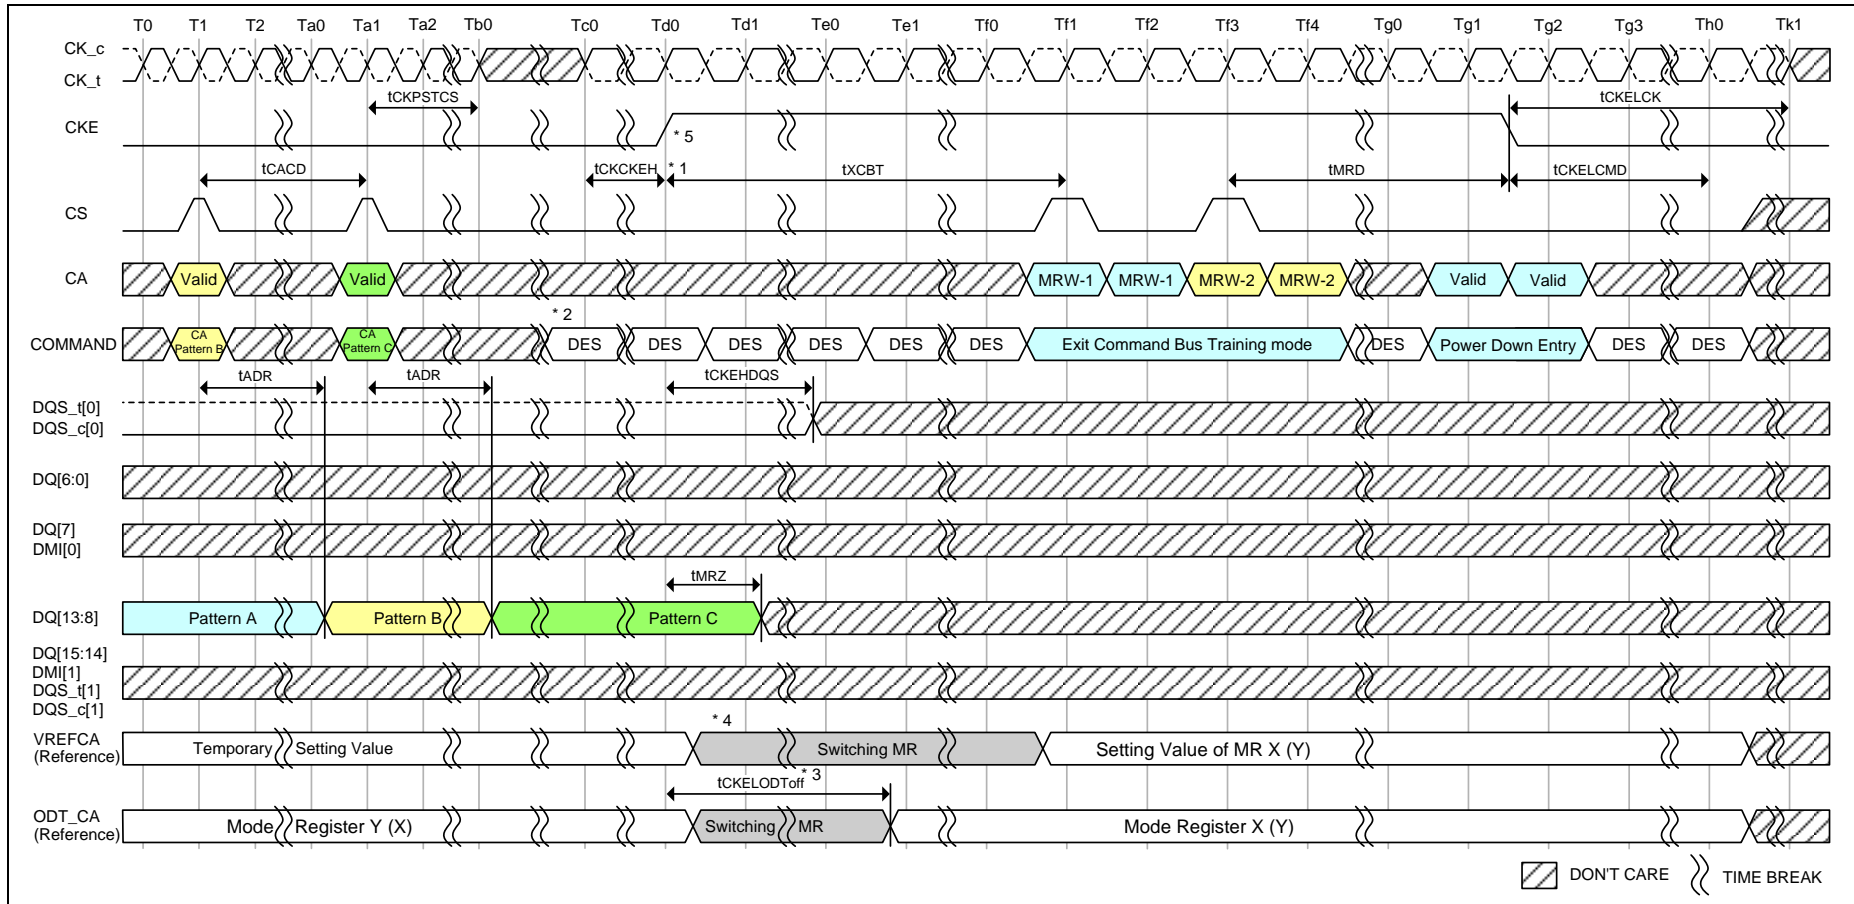 T0 T1 T2 Ta0 Ta1 Ta2 Tb0 Tc0 Td0 Td1 Te0 Te1 Tf0 Tf1 Tf2 Tf3 Tf4 Tg0 Tg1 Tg2 Tg3 Th0 Tk1
CK_c
CK_t
tCKPSTCS tCKELCK
CKE
* 5
tCACD tCKCKEH * 1 tXCBT tMRD tCKELCMD
CS
CA Valid Valid MRW-1 MRW-1 MRW-2 MRW-2 Valid Valid
* 2
COMMAND CA Pattern B CA Pattern C DES DES DES DES DES DES Exit Command Bus Training mode DES Power Down Entry DES DES
tADR tADR tCKEHDQS
DQS_t[0]
DQS_c[0]
DQ[6:0]
DQ[7]
DMI[0]
tMRZ
DQ[13:8] Pattern A Pattern B Pattern C
DQ[15:14]
DMI[1]
DQS_t[1]
DQS_c[1]
* 4
VREFCA
(Reference) Temporary Setting Value Switching MR Setting Value of MR X (Y)
tCKELODToff * 3
ODT_CA
(Reference) Mode Register Y (X) Switching MR Mode Register X (Y)
DON'T CARE TIME BREAK